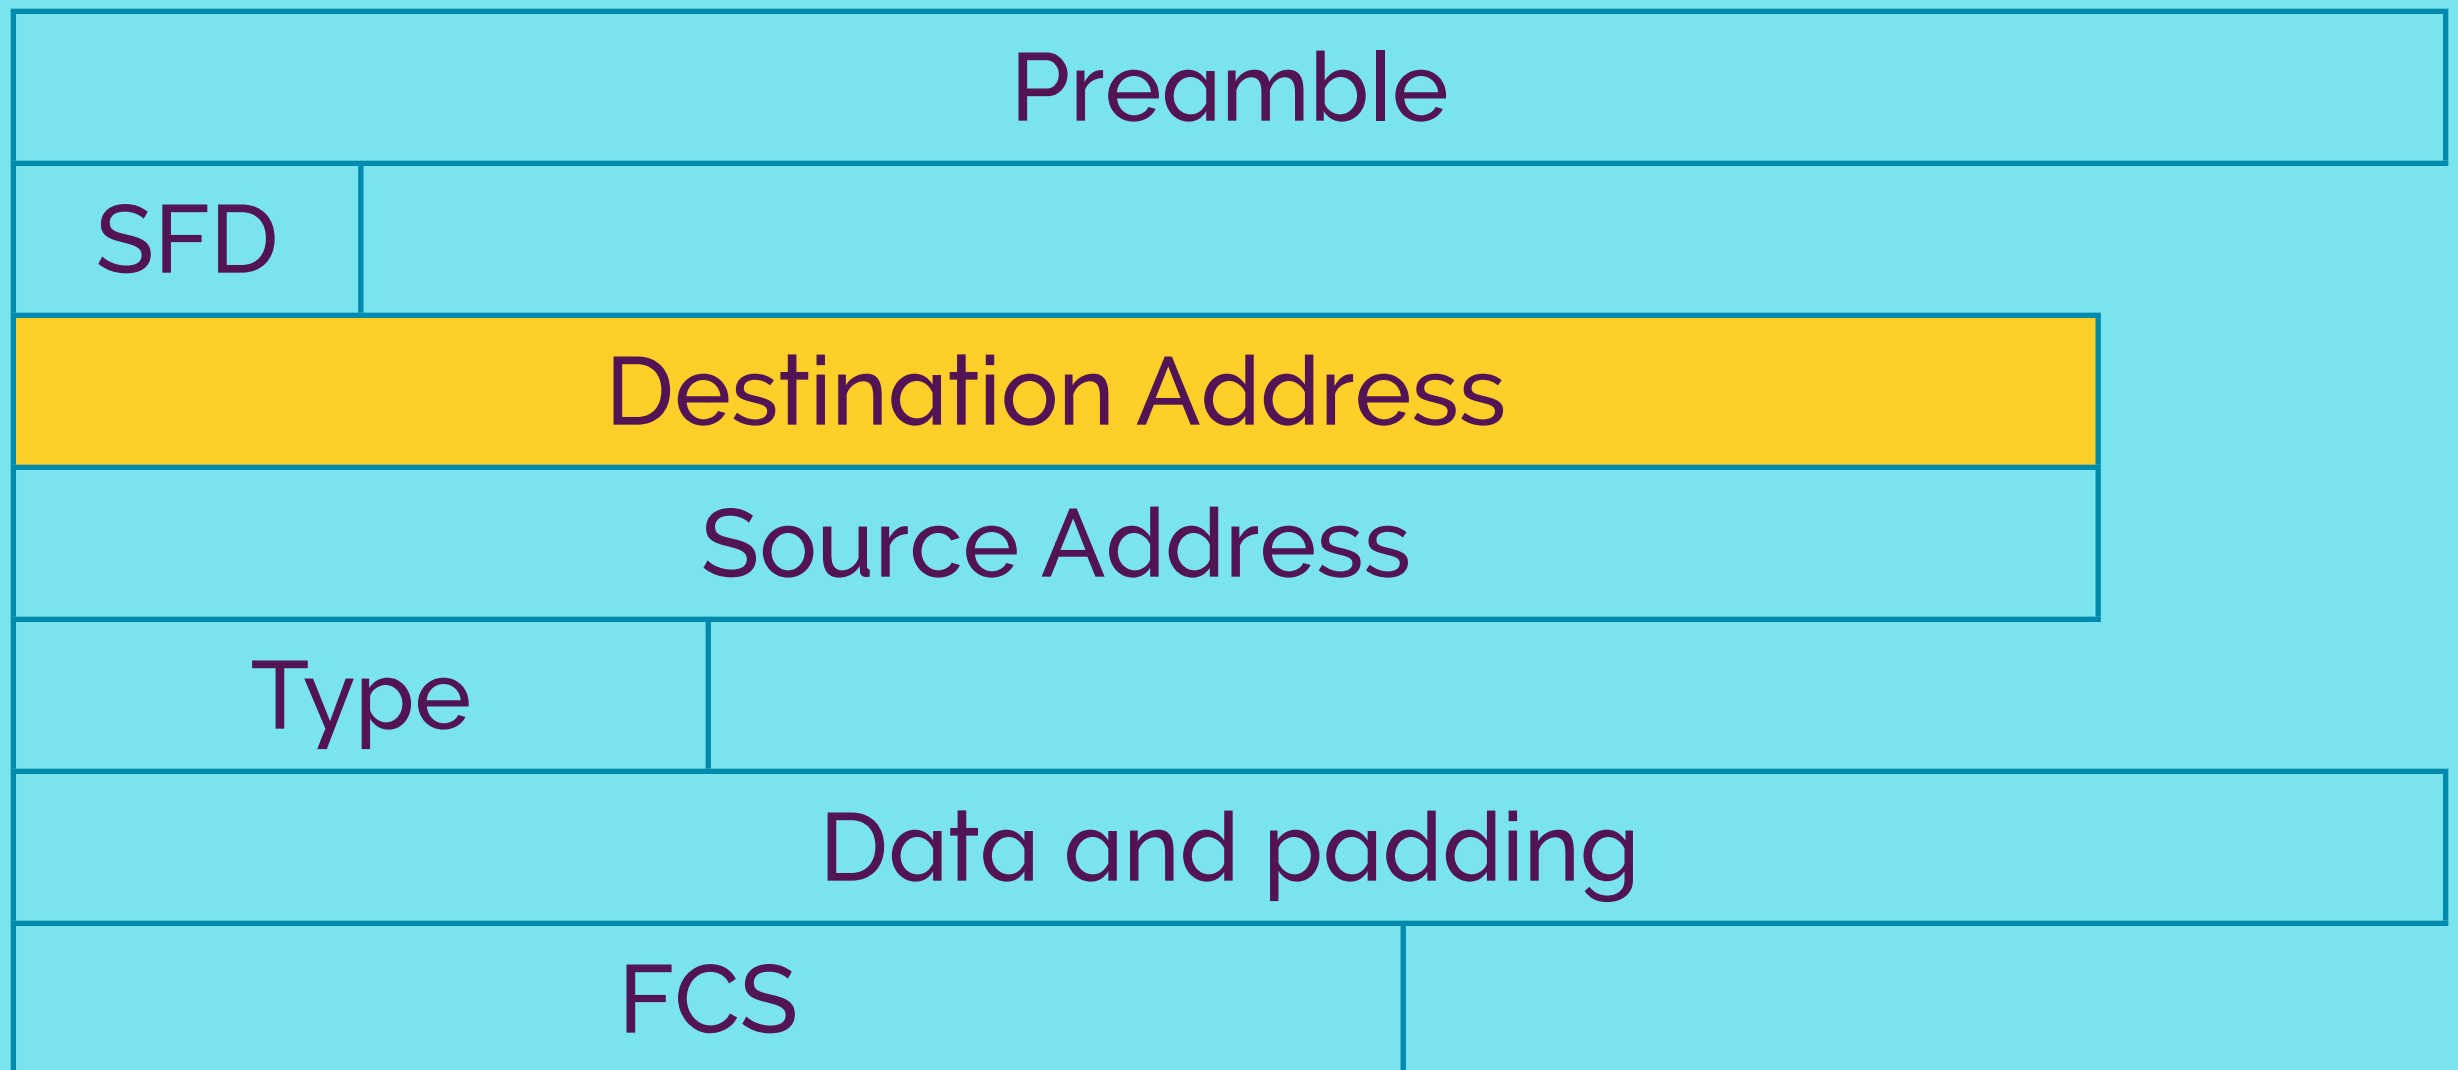 Preamble
SFD
Destination Address
Source Address
Type
Data and padding
FCS